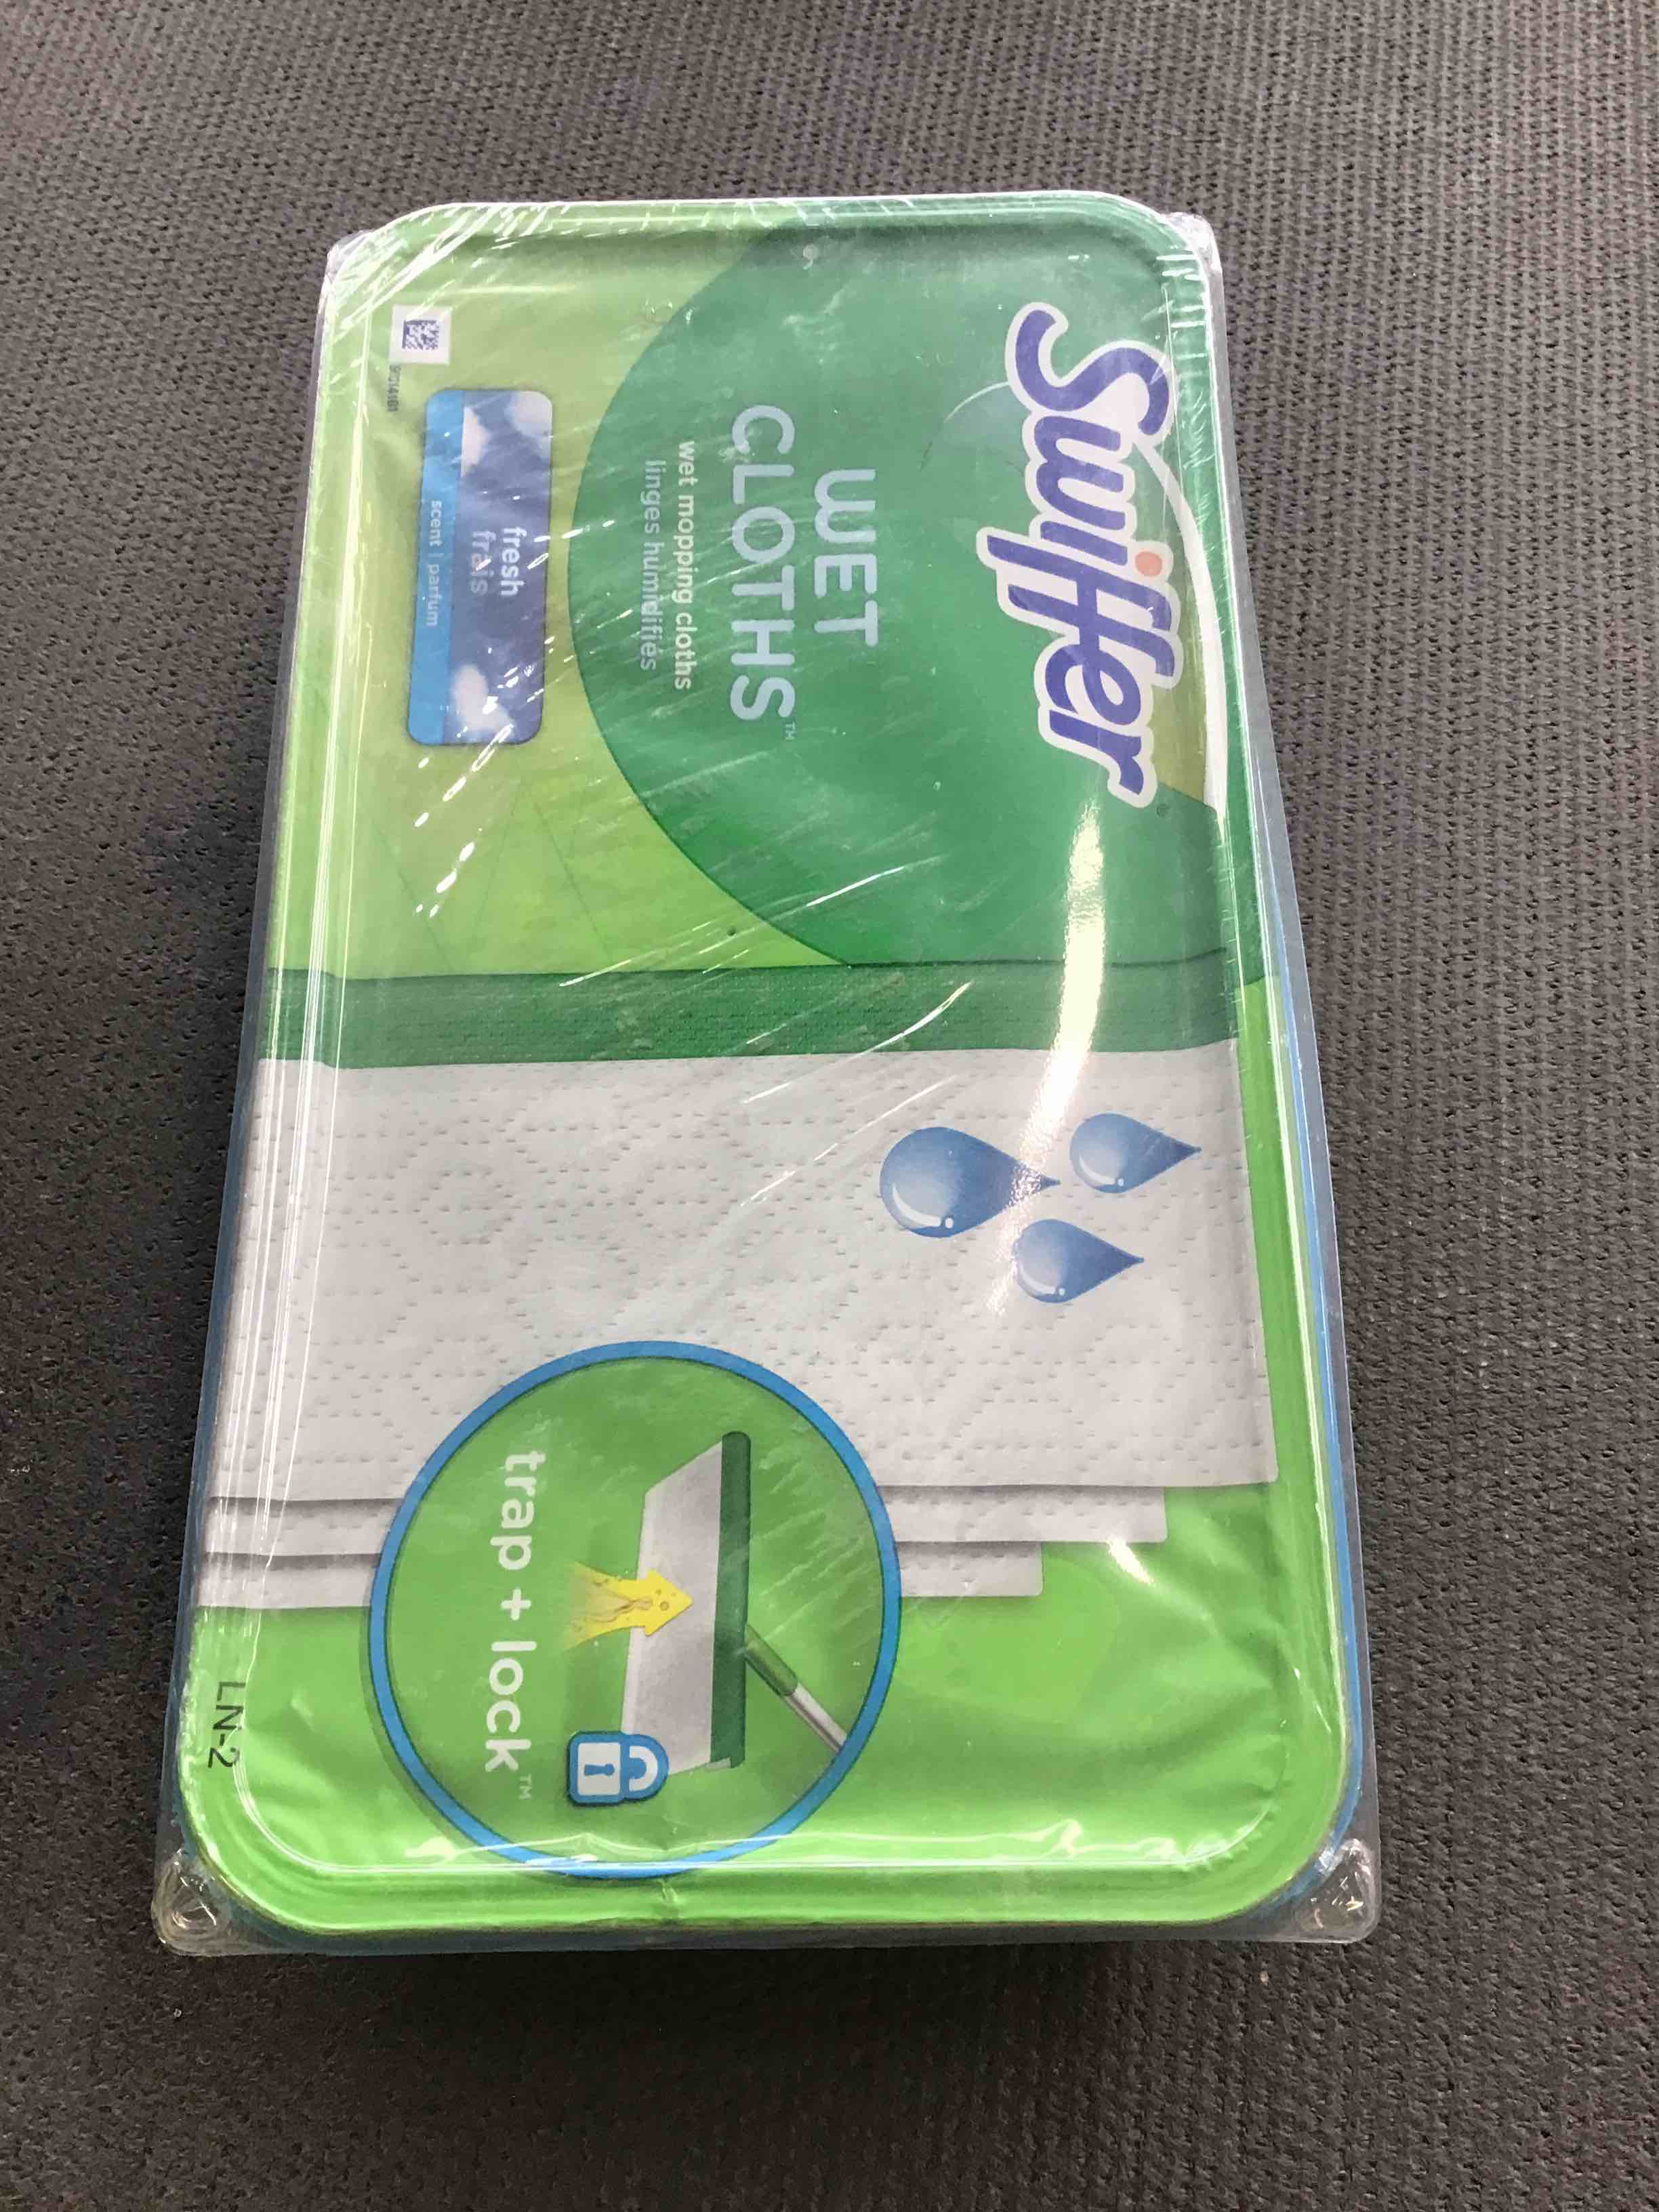 Swiffer
WET
CLOTHS™
wet mopping cloths
linges humidifiés
fresh
frais
scent | parfum
trap + lock™
LN-2